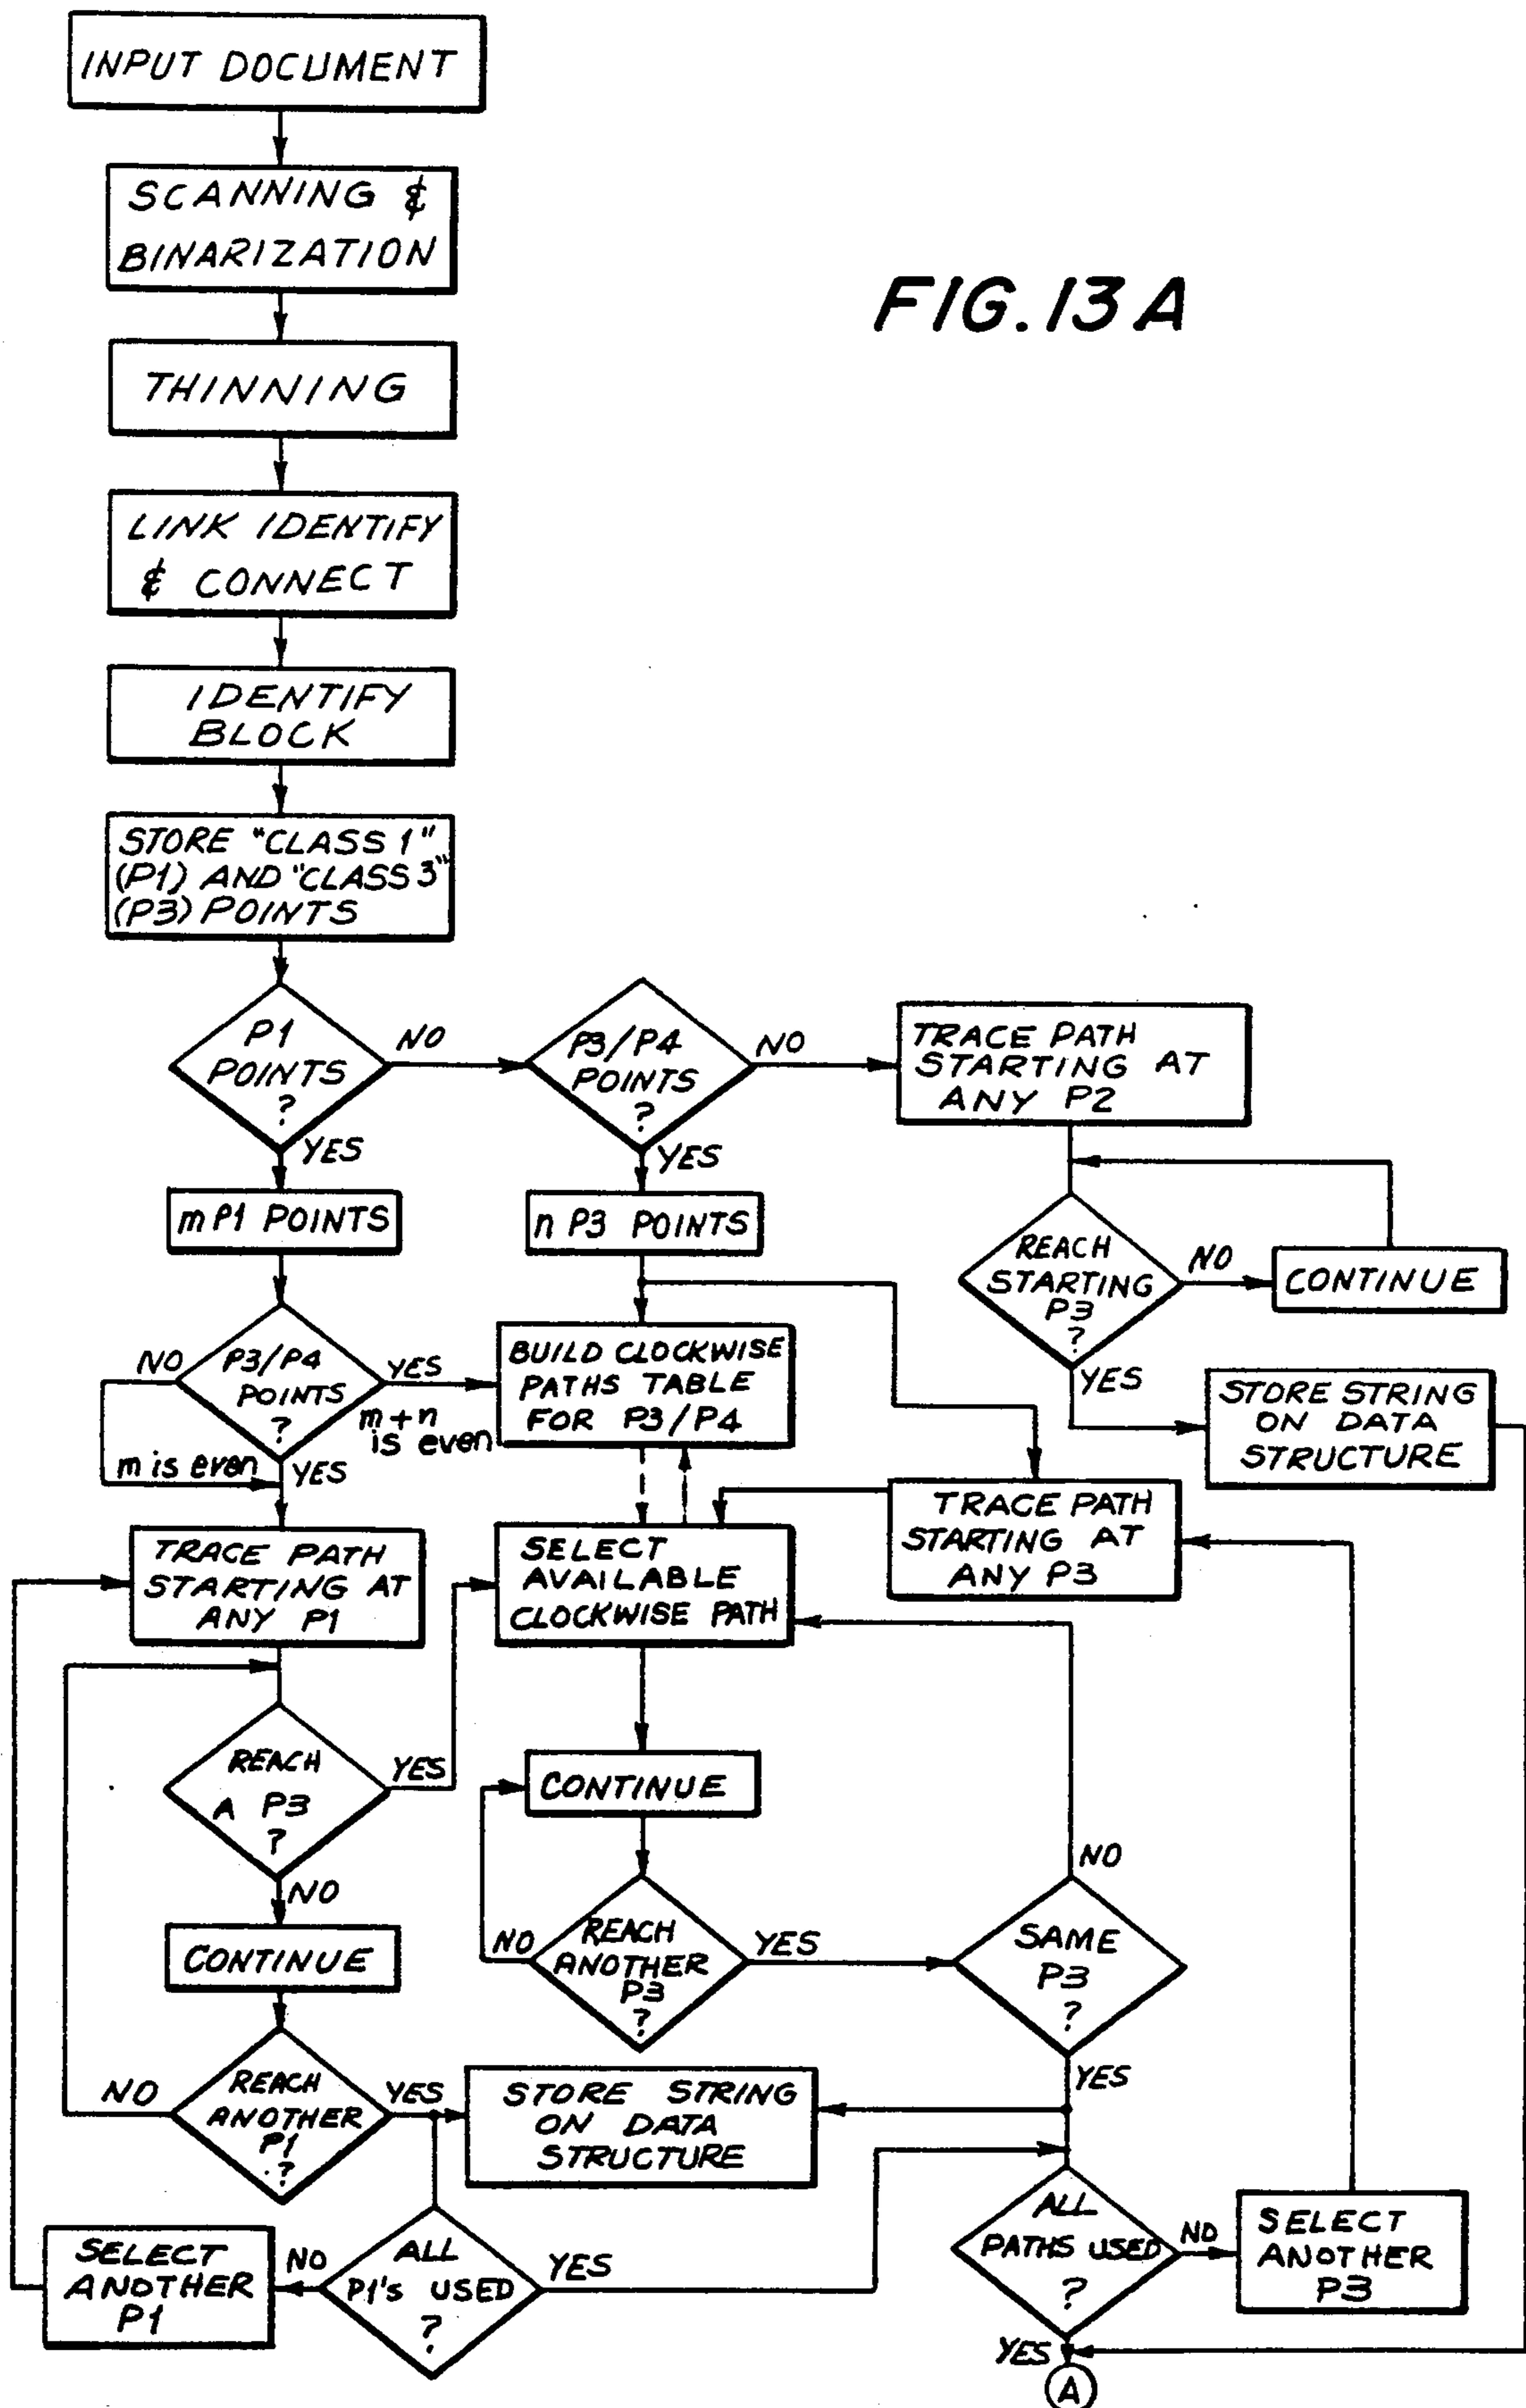 INPUT DOCUMENT
SCANNING &
BINARIZATION
FIG. 13A
THINNING
LINK IDENTIFY
& CONNECT
IDENTIFY
BLOCK
STORE "CLASS 1"
(P1) AND "CLASS 3"
(P3) POINTS
P1
POINTS
?
NO
YES
P3/P4
POINTS
?
NO
YES
TRACE PATH
STARTING AT
ANY P2
m P1 POINTS
n P3 POINTS
REACH
STARTING
P3
?
NO
YES
CONTINUE
P3/P4
POINTS
?
NO
YES
m + n
is even
m is even
YES
BUILD CLOCKWISE
PATHS TABLE
FOR P3/P4
STORE STRING
ON DATA
STRUCTURE
TRACE PATH
STARTING AT
ANY P1
SELECT
AVAILABLE
CLOCKWISE PATH
TRACE PATH
STARTING AT
ANY P3
REACH
A P3
?
YES
NO
CONTINUE
CONTINUE
REACH
ANOTHER
P3
?
NO
YES
SAME
P3
?
NO
YES
REACH
ANOTHER
P1
?
NO
YES
STORE STRING
ON DATA
STRUCTURE
SELECT
ANOTHER
P1
NO
ALL
P1's USED
?
YES
ALL
PATHS USED
?
NO
YES
SELECT
ANOTHER
P3
A